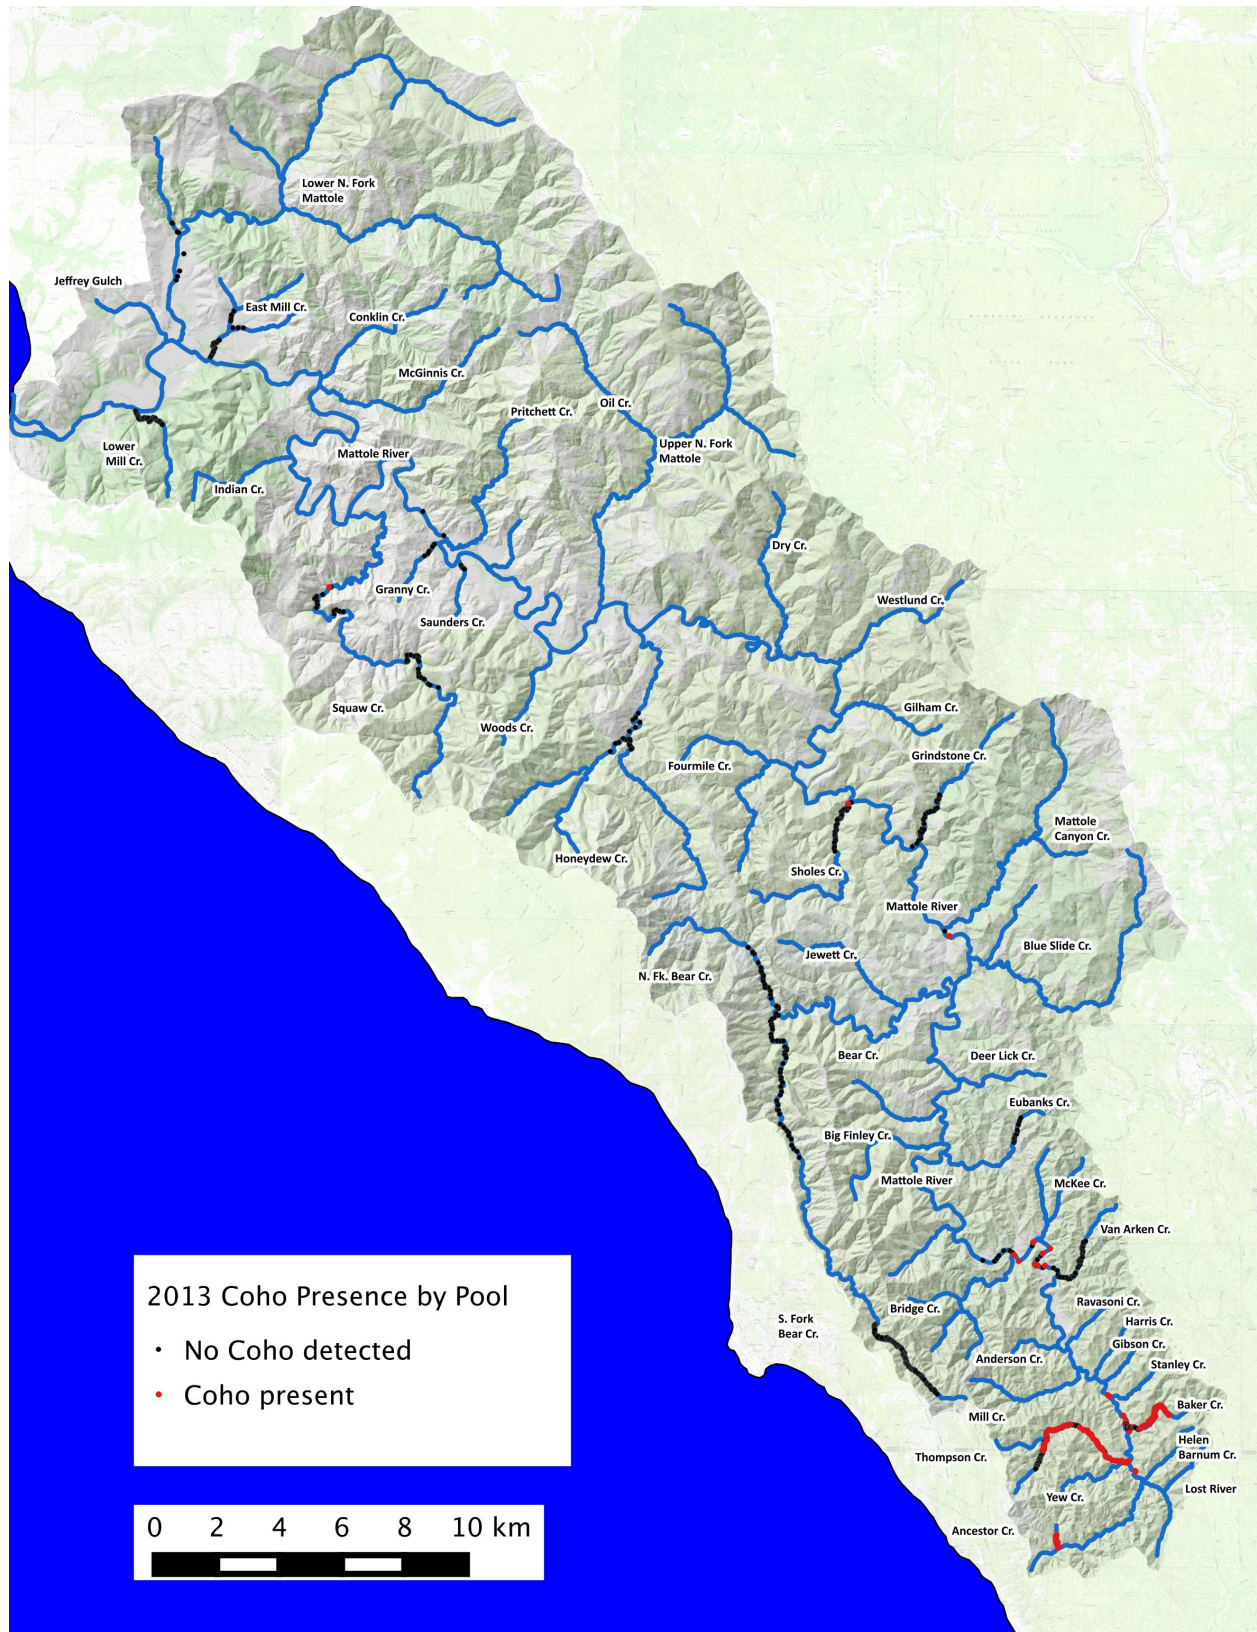 Lower N. Fork
Mattole
Jeffrey Gulch
East Mill Cr.
Conklin Cr.
McGinnis Cr.
Oil Cr.
Pritchett Cr.
Upper N. Fork
Mattole
Lower
Mill Cr.
Mattole River
Indian Cr.
Dry Cr.
Granny Cr.
Westlund Cr.
Saunders Cr.
Squaw Cr.
Woods Cr.
Gilham Cr.
Grindstone Cr.
Fourmile Cr.
Mattole
Canyon Cr.
Honeydew Cr.
Sholes Cr.
Mattole River
Blue Slide Cr.
Jewett Cr.
N. Fk. Bear Cr.
Bear Cr.
Deer Lick Cr.
Eubanks Cr.
Big Finley Cr.
Mattole River
McKee Cr.
Van Arken Cr.
Ravasoni Cr.
Bridge Cr.
Harris Cr.
S. Fork
Bear Cr.
Gibson Cr.
Anderson Cr.
Stanley Cr.
Baker Cr.
Mill Cr.
Helen
Barnum Cr.
Thompson Cr.
Lost River
Yew Cr.
Ancestor Cr.
2013 Coho Presence by Pool
No Coho detected
Coho present
0 2 4 6 8 10 km